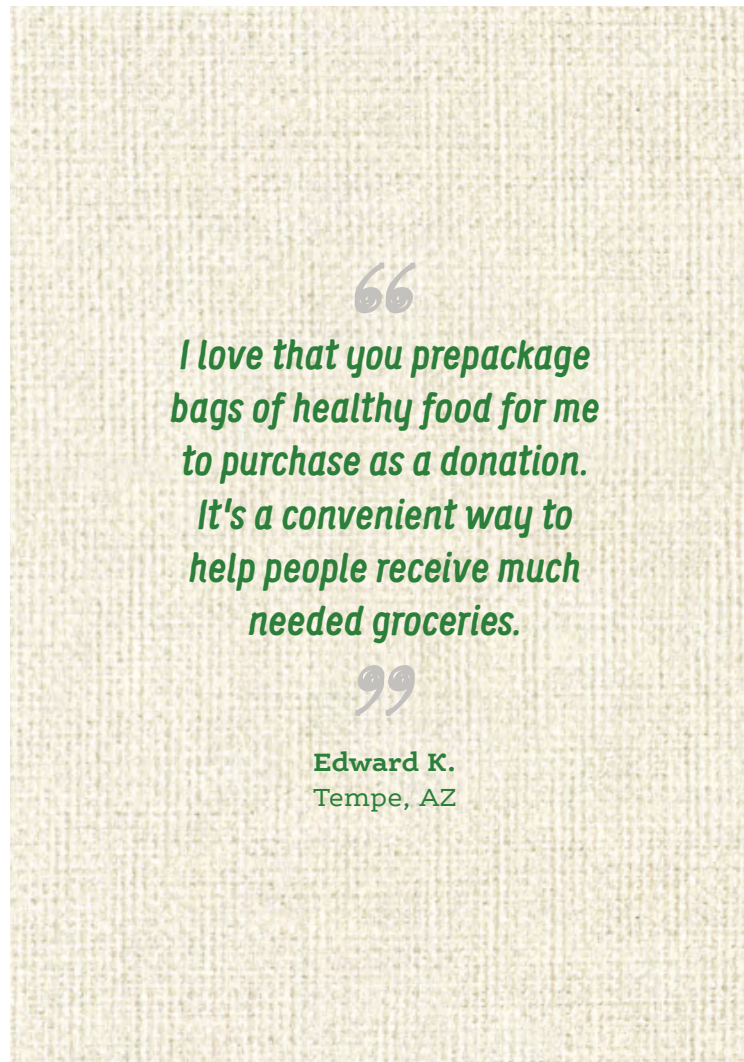 “
I love that you prepackage
bags of healthy food for me
to purchase as a donation.
It's a convenient way to
help people receive much
needed groceries.
”
Edward K.
Tempe, AZ